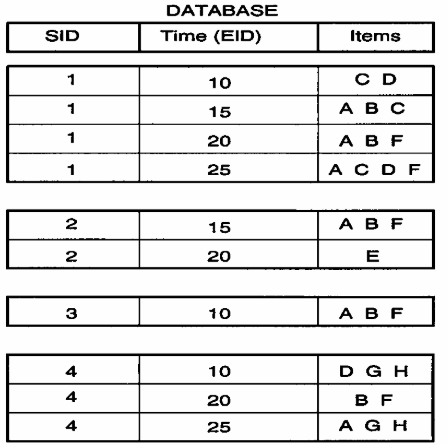 DATABASE
SID Time (EID) Items
1 10 C D
1 15 A B C
1 20 A B F
1 25 A C D F
2 15 A B F
2 20 E
3 10 A B F
4 10 D G H
4 20 B F
4 25 A G H